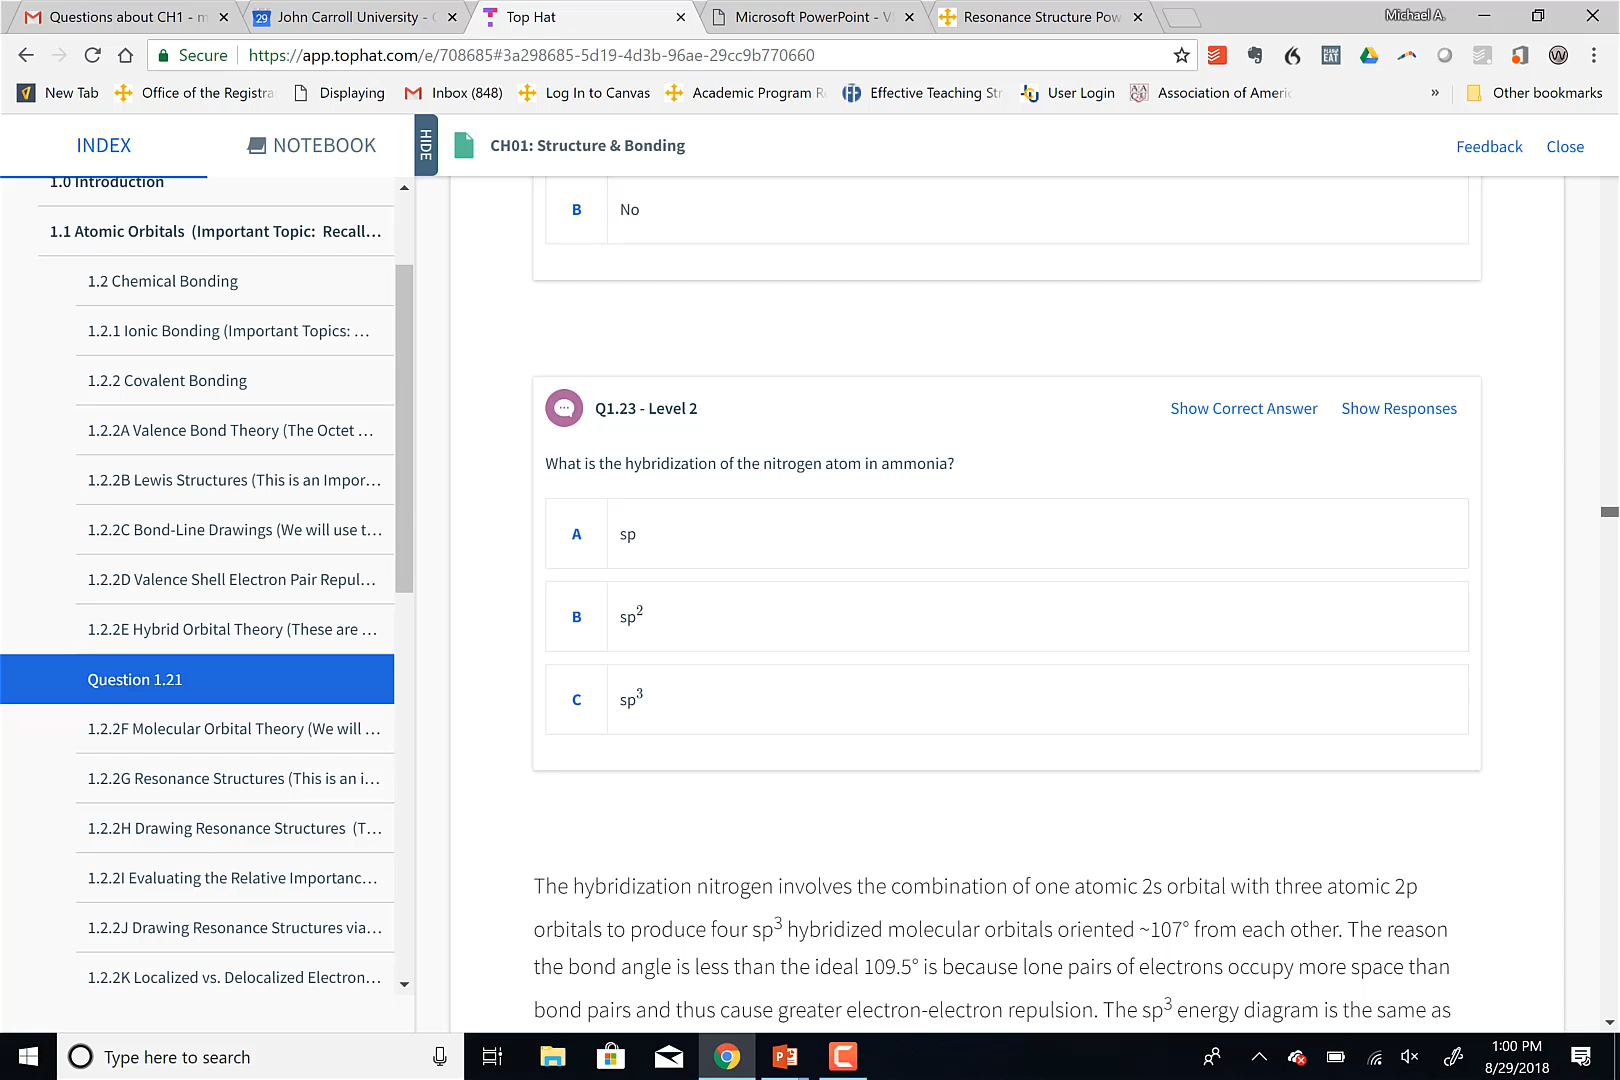 Questions about CH1 - m
John Carroll University -
Top Hat
Microsoft PowerPoint - V
Resonance Structure Pow
Michael A.
Secure
https://app.tophat.com/e/708685#3a298685-5d19-4d3b-96ae-29cc9b770660
New Tab
Office of the Registra
Displaying
Inbox (848)
Log In to Canvas
Academic Program R
Effective Teaching Str
User Login
Association of Americ
»
Other bookmarks
INDEX
NOTEBOOK
HIDE
CH01: Structure & Bonding
Feedback
Close
1.0 Introduction
1.1 Atomic Orbitals (Important Topic: Recall...
1.2 Chemical Bonding
1.2.1 Ionic Bonding (Important Topics: ...
1.2.2 Covalent Bonding
1.2.2A Valence Bond Theory (The Octet ...
1.2.2B Lewis Structures (This is an Impor...
1.2.2C Bond-Line Drawings (We will use t...
1.2.2D Valence Shell Electron Pair Repul...
1.2.2E Hybrid Orbital Theory (These are ...
Question 1.21
1.2.2F Molecular Orbital Theory (We will ...
1.2.2G Resonance Structures (This is an i...
1.2.2H Drawing Resonance Structures (T...
1.2.2I Evaluating the Relative Importanc...
1.2.2J Drawing Resonance Structures via...
1.2.2K Localized vs. Delocalized Electron...
B No
Q1.23 - Level 2
Show Correct Answer
Show Responses
What is the hybridization of the nitrogen atom in ammonia?
A sp
B sp²
C sp³
The hybridization nitrogen involves the combination of one atomic 2s orbital with three atomic 2p
orbitals to produce four sp³ hybridized molecular orbitals oriented ~107° from each other. The reason
the bond angle is less than the ideal 109.5° is because lone pairs of electrons occupy more space than
bond pairs and thus cause greater electron-electron repulsion. The sp³ energy diagram is the same as
Type here to search
1:00 PM
8/29/2018